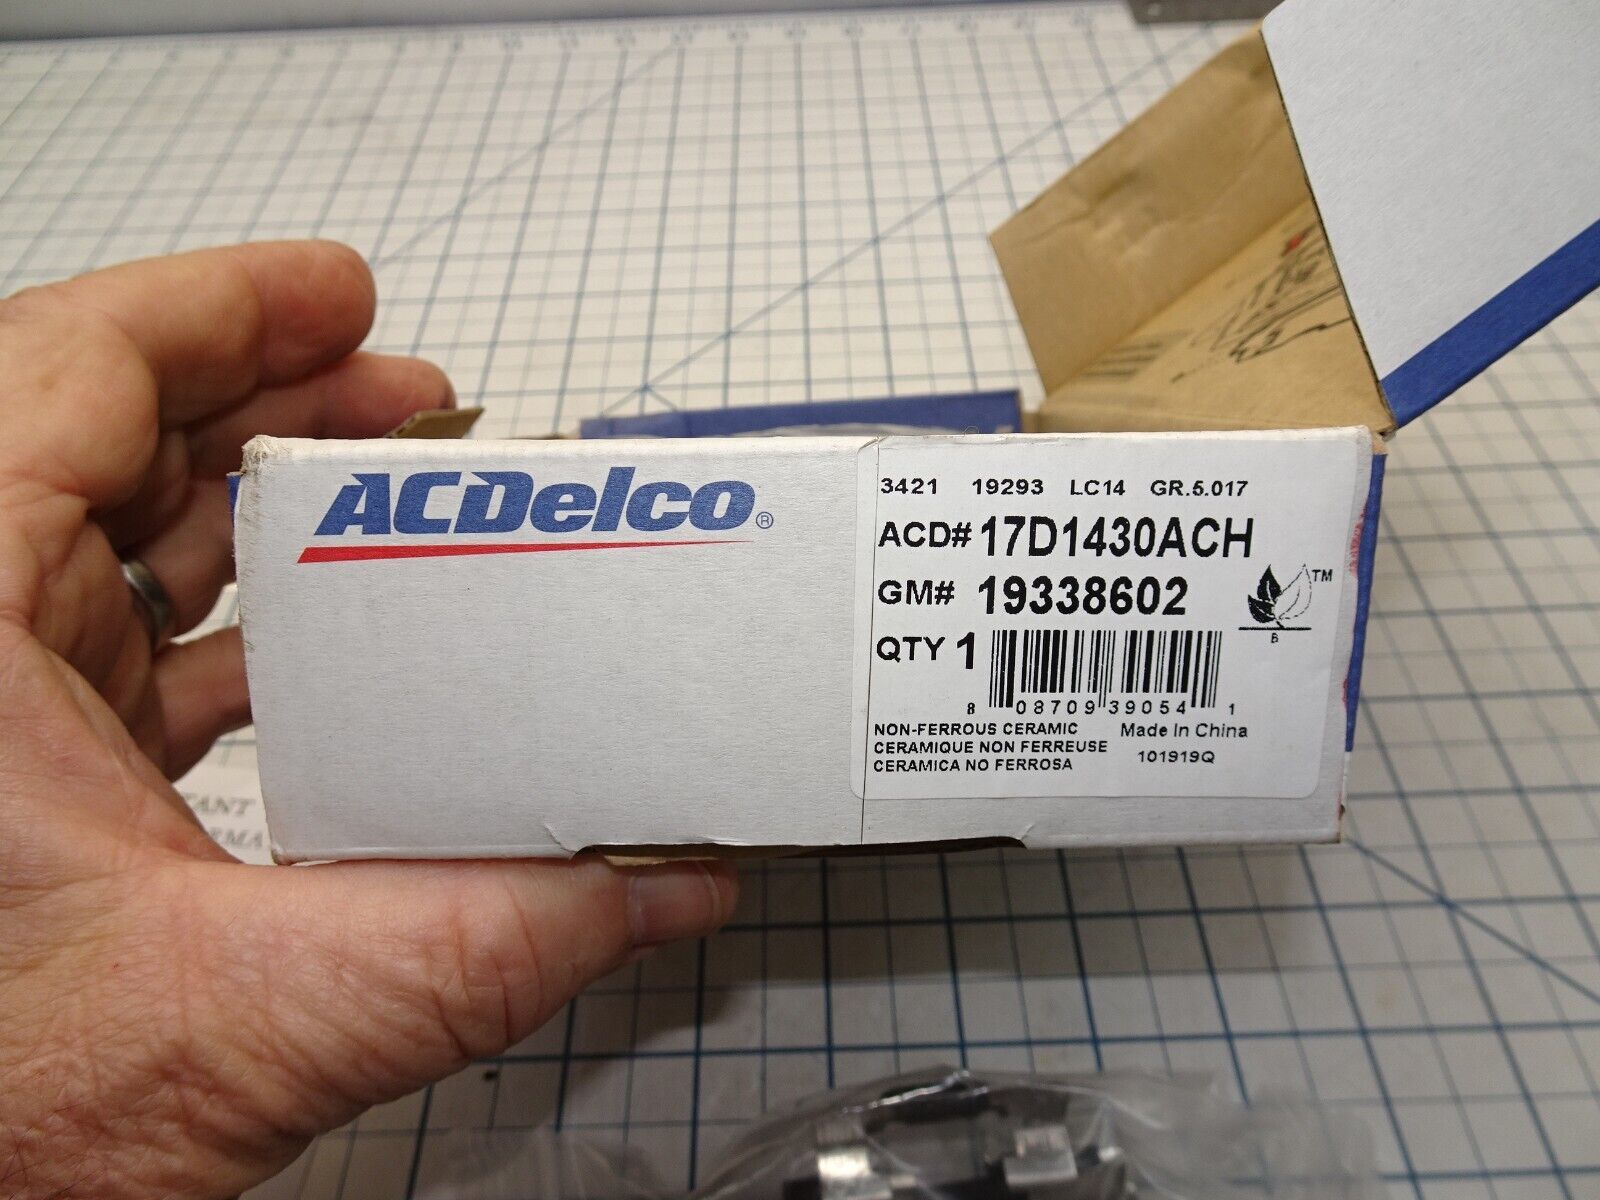 ACDelco®
3421 19293 LC14 GR.5.017
ACD# 17D1430ACH
GM# 19338602
TM
B
QTY 1
8 08709 39054 1
NON-FERROUS CERAMIC Made In China
CERAMIQUE NON FERREUSE
CERAMICA NO FERROSA 101919Q